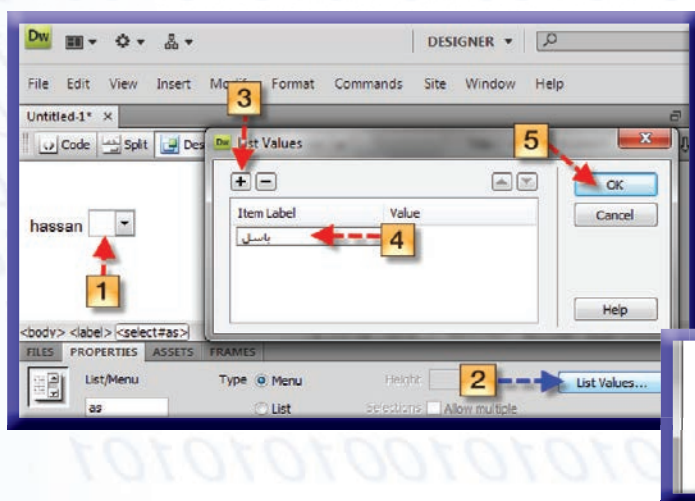 Dw DESIGNER
File Edit View Insert Modify Format Commands Site Window Help
3
Untitled-1* ×
Code Split Des Dw List Values
5
OK
Item Label Value Cancel
hassan
باسل
4
1
Help
<body> <label> <select#as>
FILES PROPERTIES ASSETS FRAMES
List/Menu Type Menu Height 2 List Values...
as List Selections Allow multiple